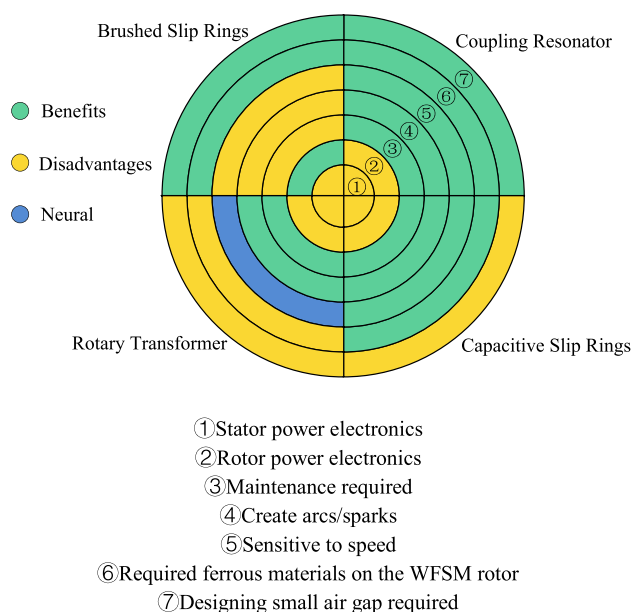 Brushed Slip Rings
Coupling Resonator
Benefits
Disadvantages
Neural
⑦
⑥
⑤
④
③
②
①
Rotary Transformer
Capacitive Slip Rings
①Stator power electronics
②Rotor power electronics
③Maintenance required
④Create arcs/sparks
⑤Sensitive to speed
⑥Required ferrous materials on the WFSM rotor
⑦Designing small air gap required